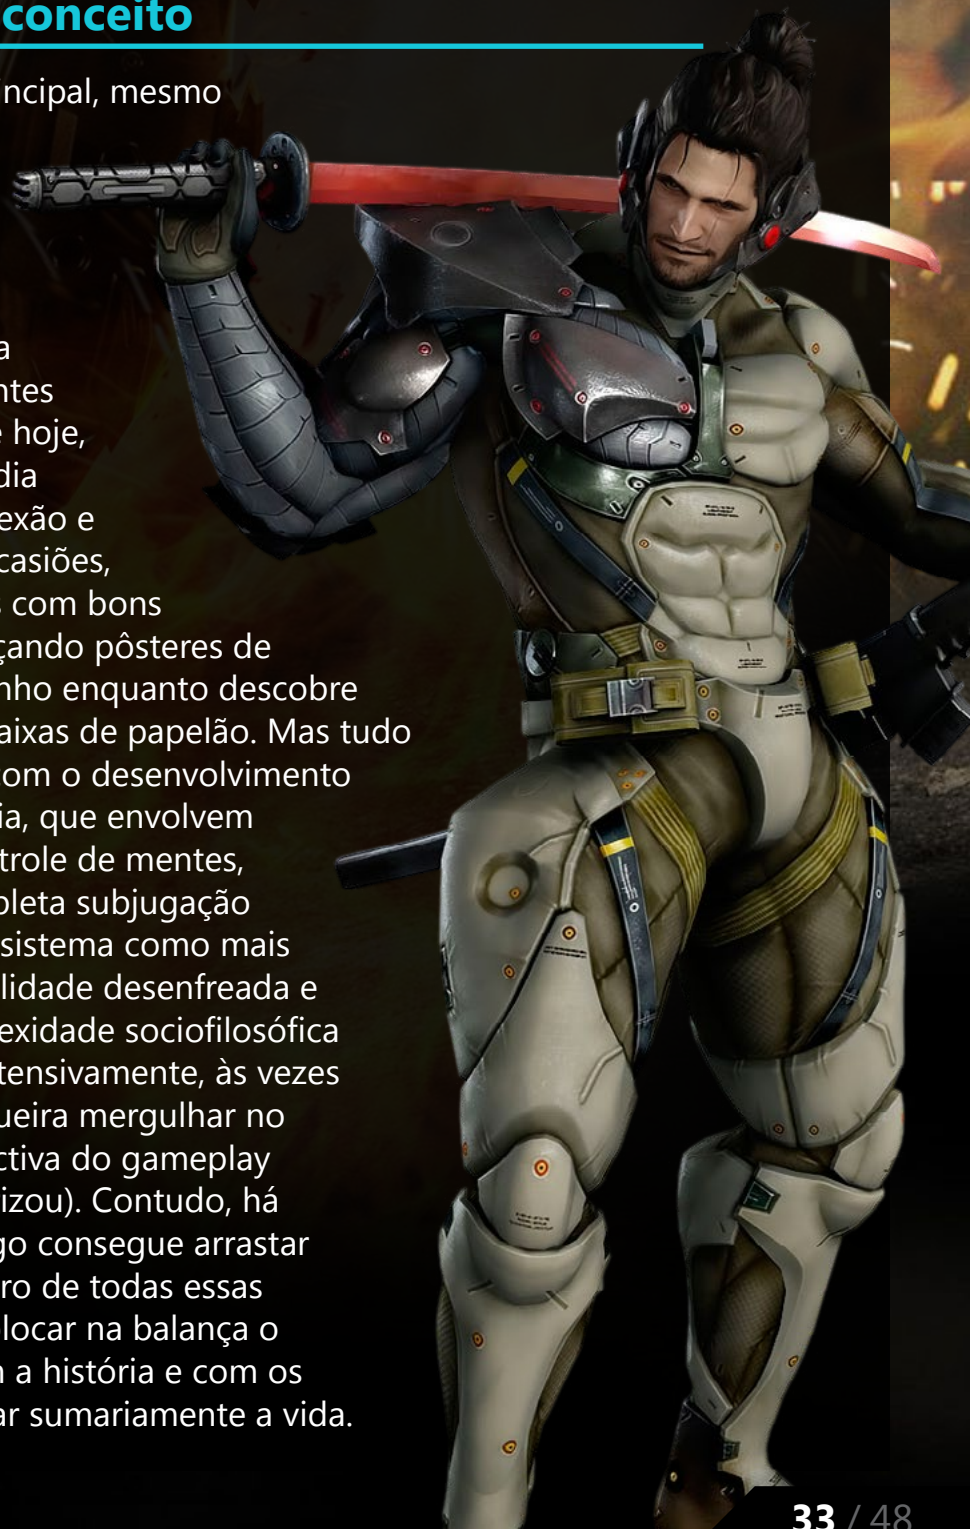 conceito
incipal, mesmo
a
ntes
e hoje,
dia
exão e
casiões,
s com bons
çando pôsteres de
nho enquanto descobre
aixas de papelão. Mas tudo
com o desenvolvimento
ia, que envolvem
trole de mentes,
pleta subjugação
sistema como mais
lidade desenfreada e
exidade sociofilosófica
tensivamente, às vezes
ueira mergulhar no
ctiva do gameplay
izou). Contudo, há
go consegue arrastar
ro de todas essas
locar na balança o
n a história e com os
ar sumariamente a vida.
33 / 48